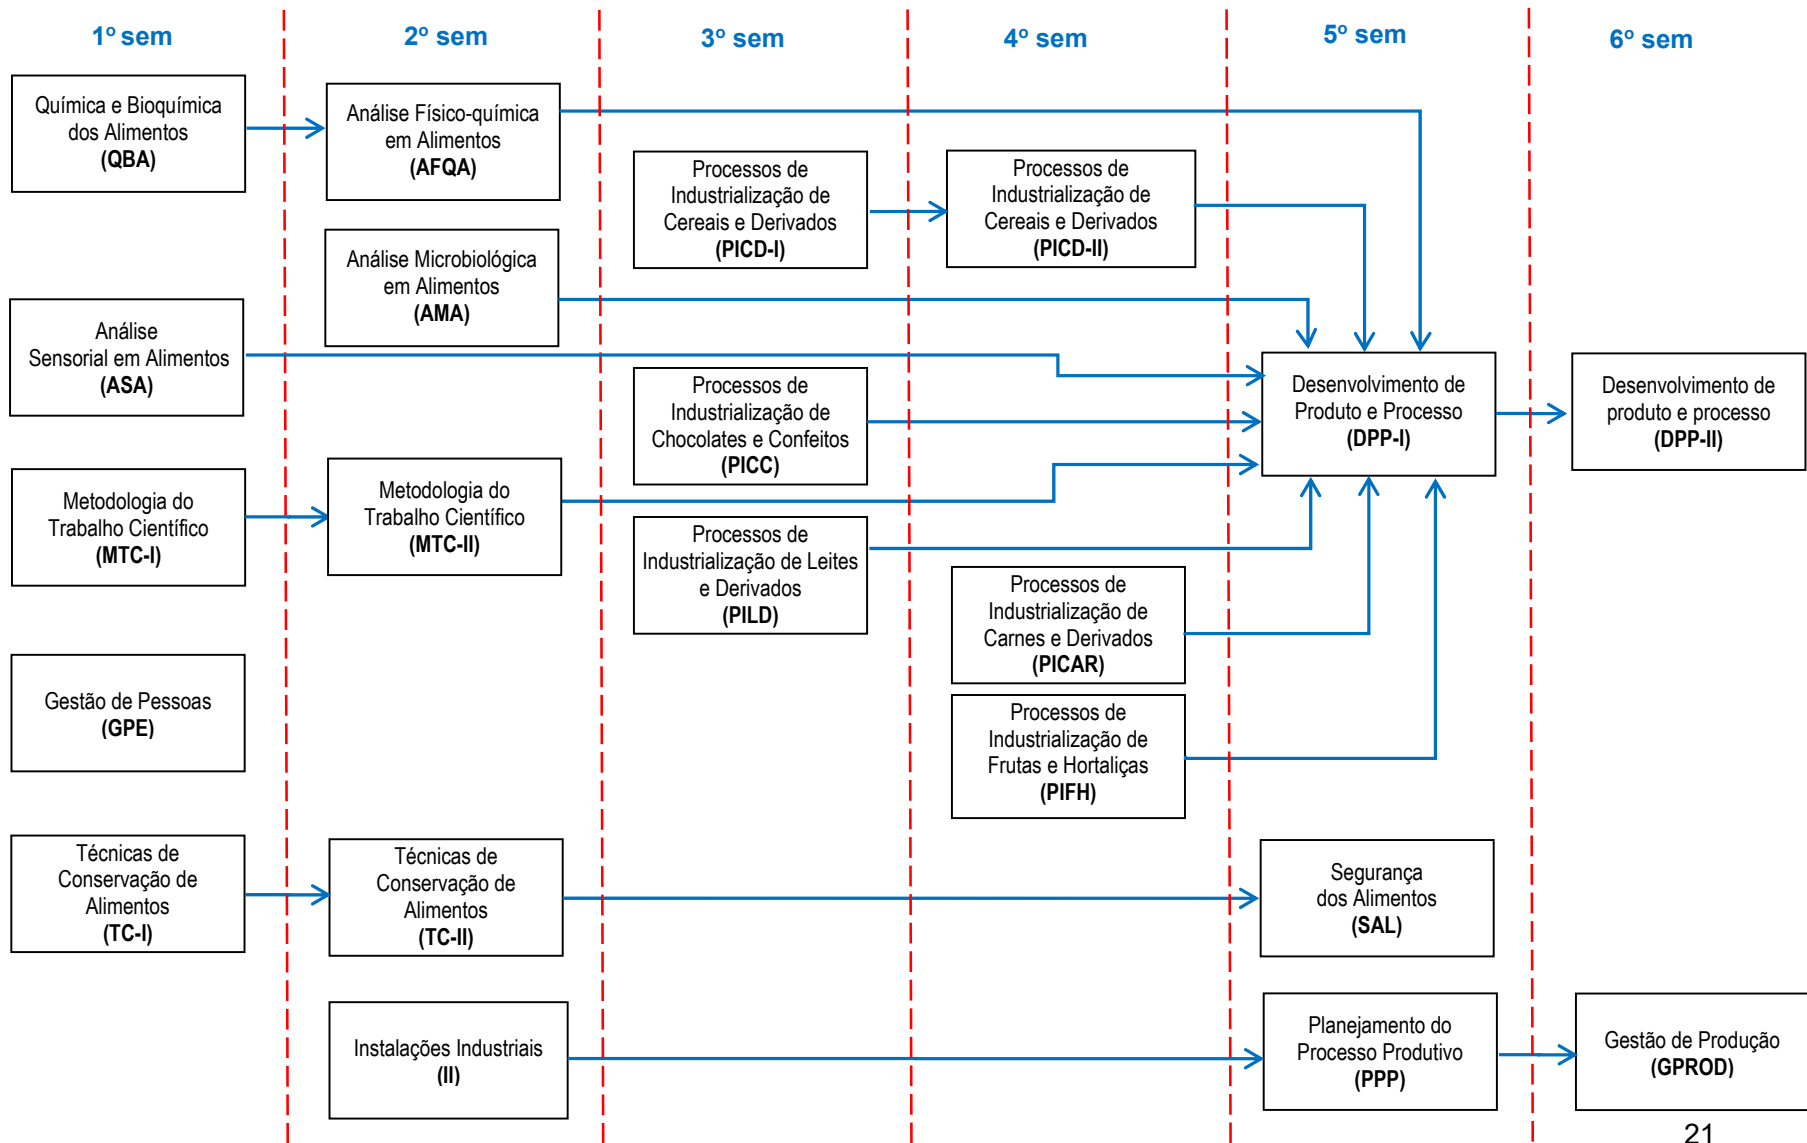 1º sem
2º sem
3º sem
4º sem
5º sem
6º sem
Química e Bioquímica
dos Alimentos
(QBA)
Análise
Sensorial em Alimentos
(ASA)
Metodologia do
Trabalho Científico
(MTC-I)
Gestão de Pessoas
(GPE)
Técnicas de
Conservação de
Alimentos
(TC-I)
Análise Físico-química
em Alimentos
(AFQA)
Análise Microbiológica
em Alimentos
(AMA)
Metodologia do
Trabalho Científico
(MTC-II)
Técnicas de
Conservação de
Alimentos
(TC-II)
Instalações Industriais
(II)
Processos de
Industrialização de
Cereais e Derivados
(PICD-I)
Processos de
Industrialização de
Chocolates e Confeitos
(PICC)
Processos de
Industrialização de Leites
e Derivados
(PILD)
Processos de
Industrialização de
Cereais e Derivados
(PICD-II)
Processos de
Industrialização de
Carnes e Derivados
(PICAR)
Processos de
Industrialização de
Frutas e Hortaliças
(PIFH)
Desenvolvimento de
Produto e Processo
(DPP-I)
Segurança
dos Alimentos
(SAL)
Planejamento do
Processo Produtivo
(PPP)
Desenvolvimento de
produto e processo
(DPP-II)
Gestão de Produção
(GPROD)
21